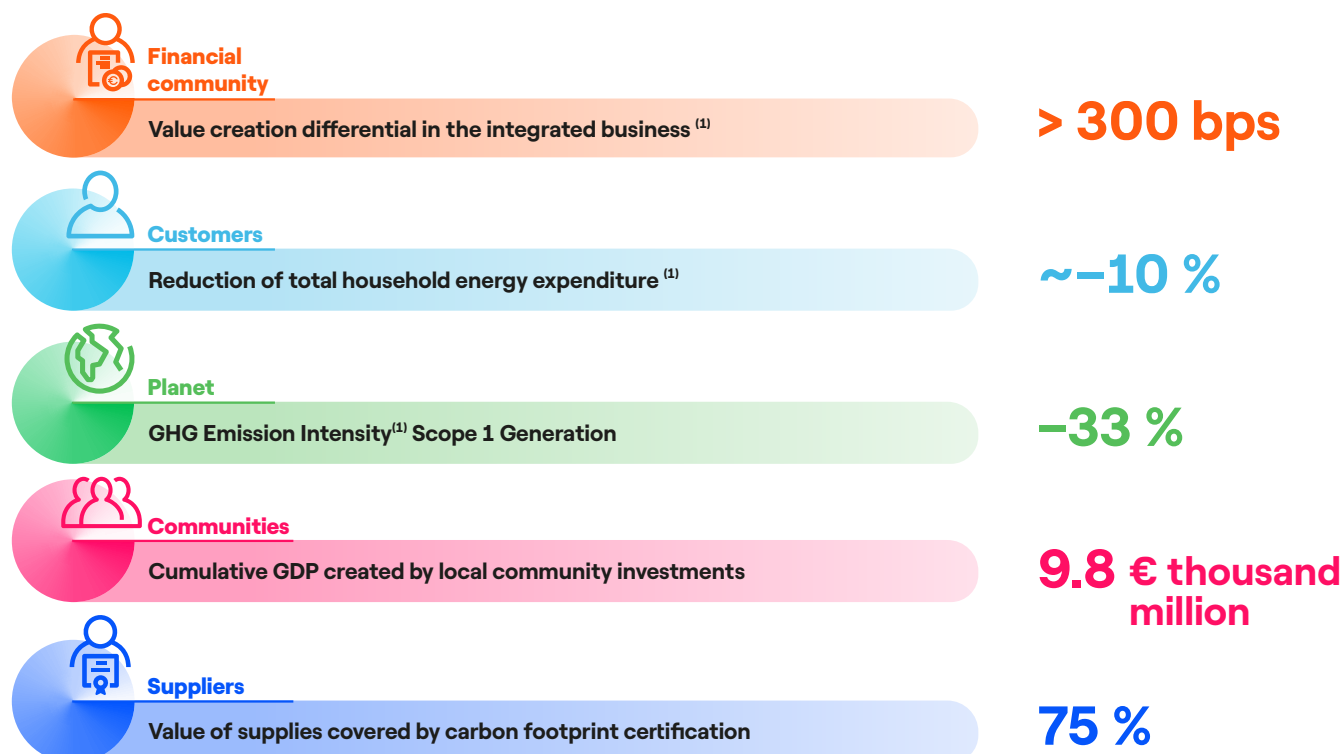 Financial
community
Value creation differential in the integrated business (1)
> 300 bps
Customers
Reduction of total household energy expenditure (1)
~–10 %
Planet
GHG Emission Intensity(1) Scope 1 Generation
–33 %
Communities
Cumulative GDP created by local community investments
9.8 € thousand
million
Suppliers
Value of supplies covered by carbon footprint certification
75 %